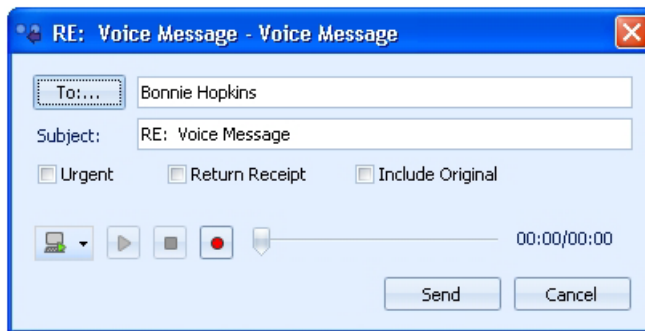 RE:  Voice Message - Voice Message
To:...
Bonnie Hopkins
Subject:
RE:  Voice Message
Urgent
Return Receipt
Include Original
00:00/00:00
Send
Cancel